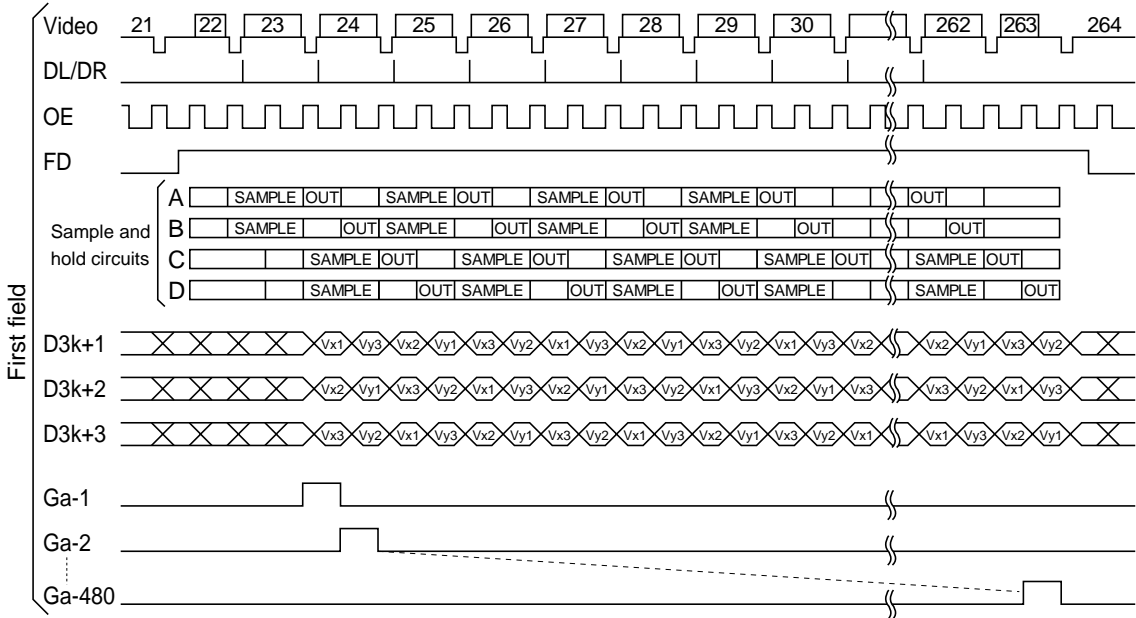 Video 21 22 23 24 25 26 27 28 29 30 262 263 264
DL/DR
OE
FD
Sample and hold circuits
A SAMPLE OUT SAMPLE OUT SAMPLE OUT SAMPLE OUT OUT
B SAMPLE OUT SAMPLE OUT SAMPLE OUT SAMPLE OUT OUT
C SAMPLE OUT SAMPLE OUT SAMPLE OUT SAMPLE OUT SAMPLE OUT
D SAMPLE OUT SAMPLE OUT SAMPLE OUT SAMPLE OUT SAMPLE OUT
First field
D3k+1 Vx1 Vy3 Vx2 Vy1 Vx3 Vy2 Vx1 Vy3 Vx2 Vy1 Vx3 Vy2 Vx1 Vy3 Vx2 Vx2 Vy1 Vx3 Vy2
D3k+2 Vx2 Vy1 Vx3 Vy2 Vx1 Vy3 Vx2 Vy1 Vx3 Vy2 Vx1 Vy3 Vx2 Vy1 Vx3 Vx3 Vy2 Vx1 Vy3
D3k+3 Vx3 Vy2 Vx1 Vy3 Vx2 Vy1 Vx3 Vy2 Vx1 Vy3 Vx2 Vy1 Vx3 Vy2 Vx1 Vx1 Vy3 Vx2 Vy1
Ga-1
Ga-2
Ga-480